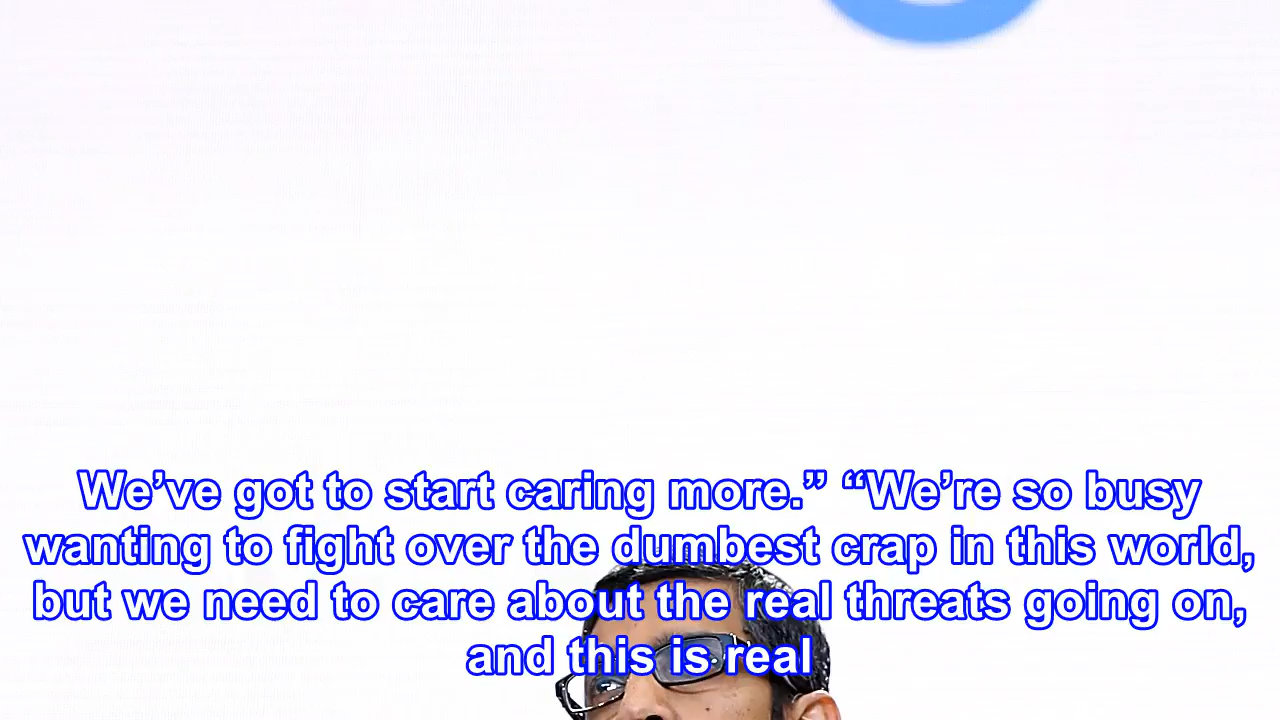 We’ve got to start caring more.” “We’re so busy
wanting to fight over the dumbest crap in this world,
but we need to care about the real threats going on,
and this is real